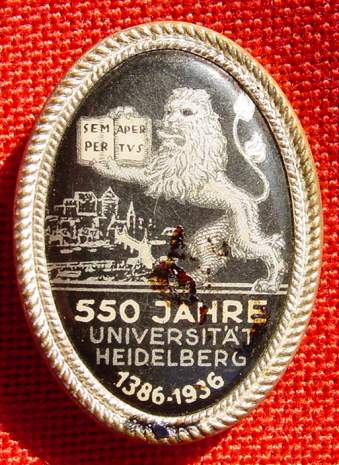 SEM APER
PER TVS
550 JAHRE
UNIVERSITÄT
HEIDELBERG
1386-1936